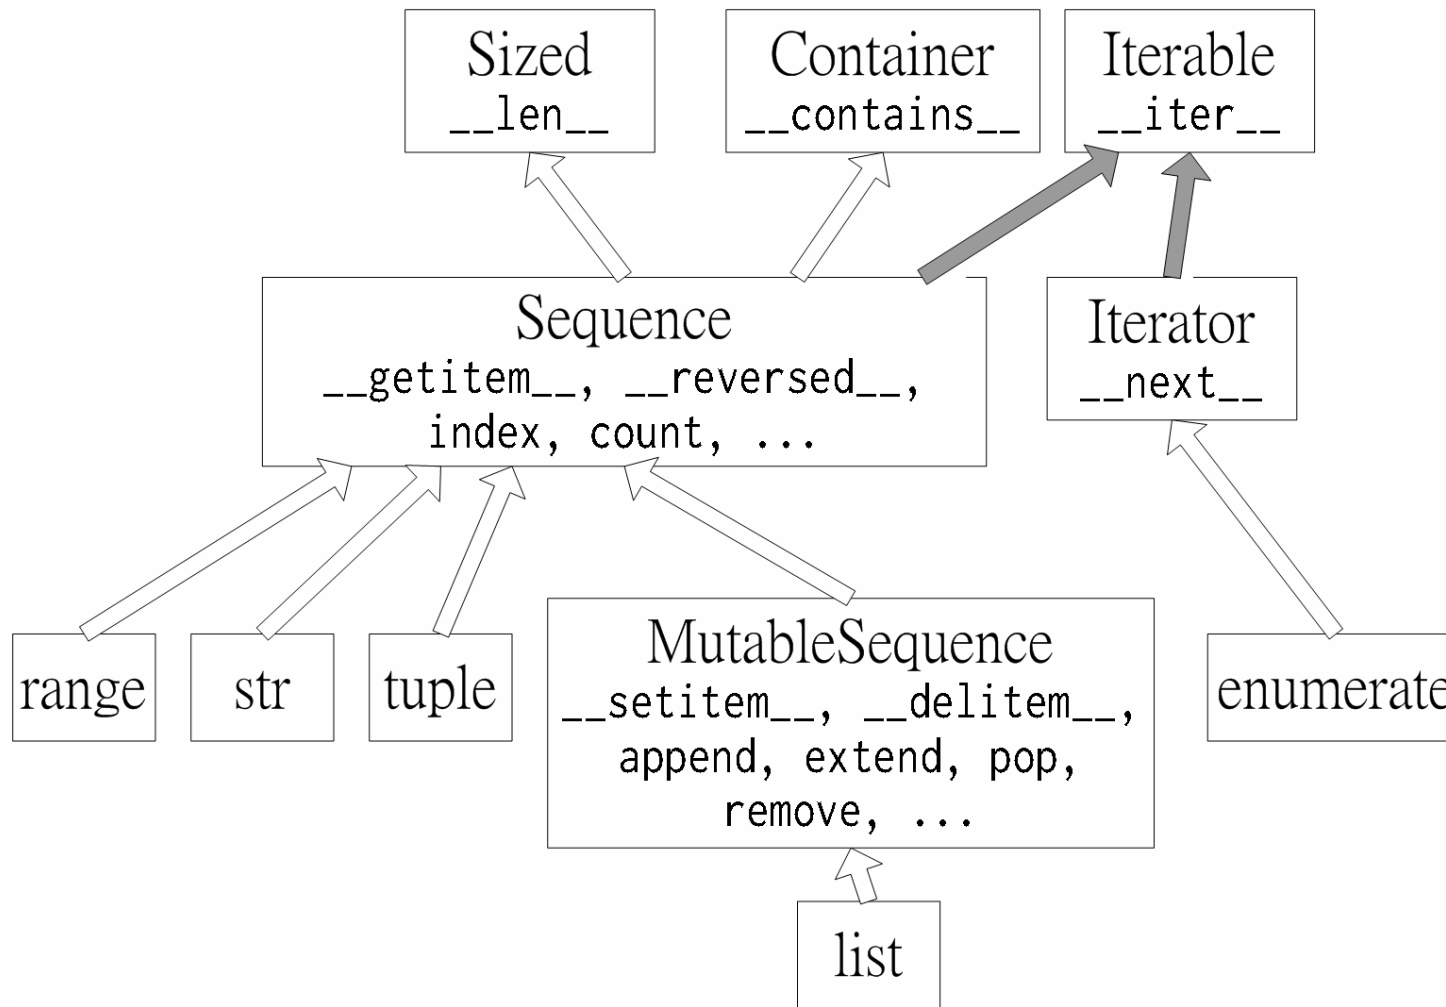 Sized
__len__
Container
__contains__
Iterable
__iter__
Sequence
__getitem__, __reversed__,
index, count, ...
Iterator
__next__
range
str
tuple
MutableSequence
__setitem__, __delitem__,
append, extend, pop,
remove, ...
enumerate
list